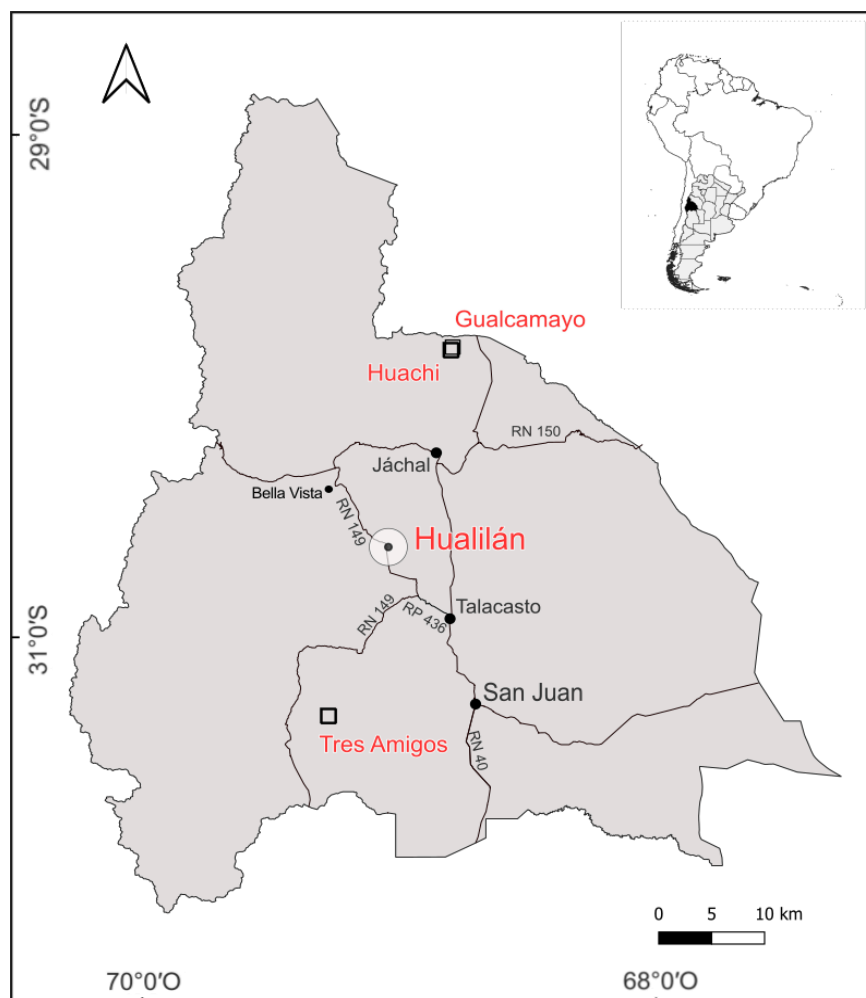 29°0'S
Gualcamayo
Huachi
RN 150
Jáchal
Bella Vista
RN 149
Hualilán
RN 149
RP 436
Talacasto
31°0'S
San Juan
Tres Amigos
RN 40
0 5 10 km
70°0'O 68°0'O